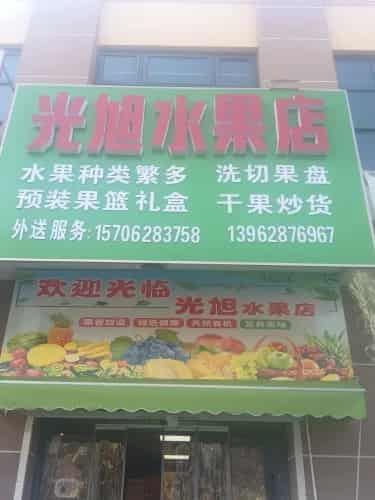 光旭水果店
水果种类繁多 洗切果盘
预装果篮礼盒 干果炒货
外送服务:15706283758 13962876967
欢迎光临
光旭水果店